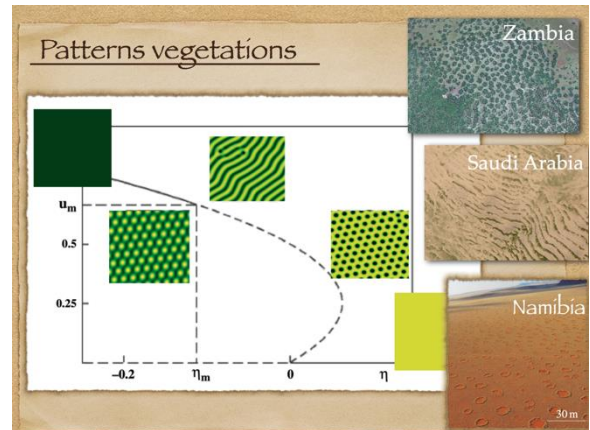 Patterns vegetations
Zambia
Saudi Arabia
Namibia
30 m
u_m
0.5
0.25
−0.2
η_m
0
η